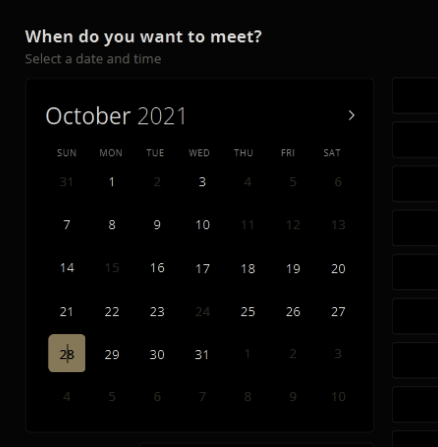 When do you want to meet?
Select a date and time
October 2021 >
SUN MON TUE WED THU FRI SAT
31 1 2 3 4 5 6
7 8 9 10 11 12 13
14 15 16 17 18 19 20
21 22 23 24 25 26 27
28 29 30 31 1 2 3
4 5 6 7 8 9 10